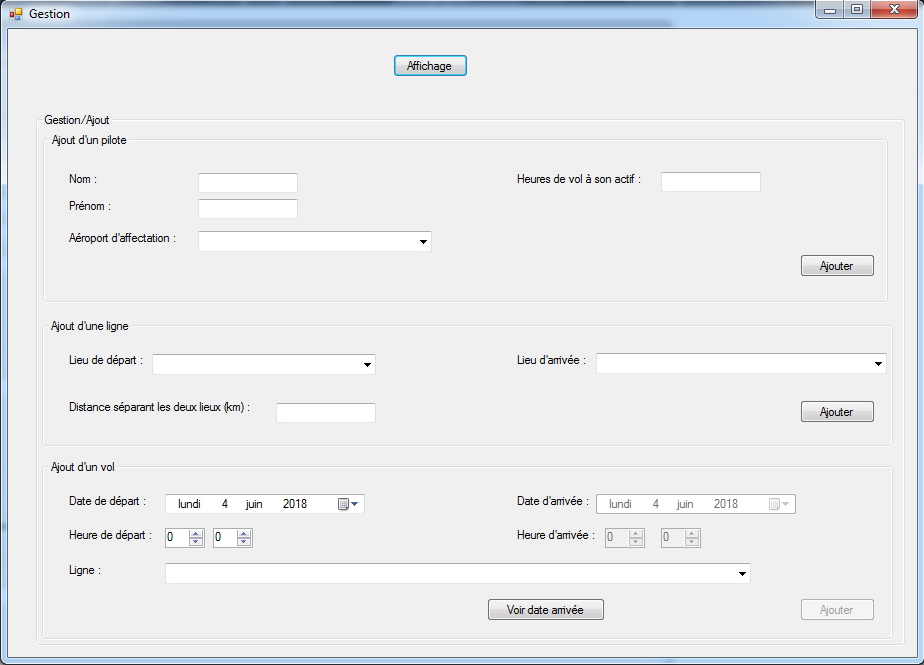 Gestion
Affichage
Gestion/Ajout
Ajout d'un pilote
Nom :
Heures de vol à son actif :
Prénom :
Aéroport d'affectation :
Ajouter
Ajout d'une ligne
Lieu de départ :
Lieu d'arrivée :
Distance séparant les deux lieux (km) :
Ajouter
Ajout d'un vol
Date de départ : lundi 4 juin 2018
Date d'arrivée : lundi 4 juin 2018
Heure de départ : 0 0
Heure d'arrivée : 0 0
Ligne :
Voir date arrivée
Ajouter